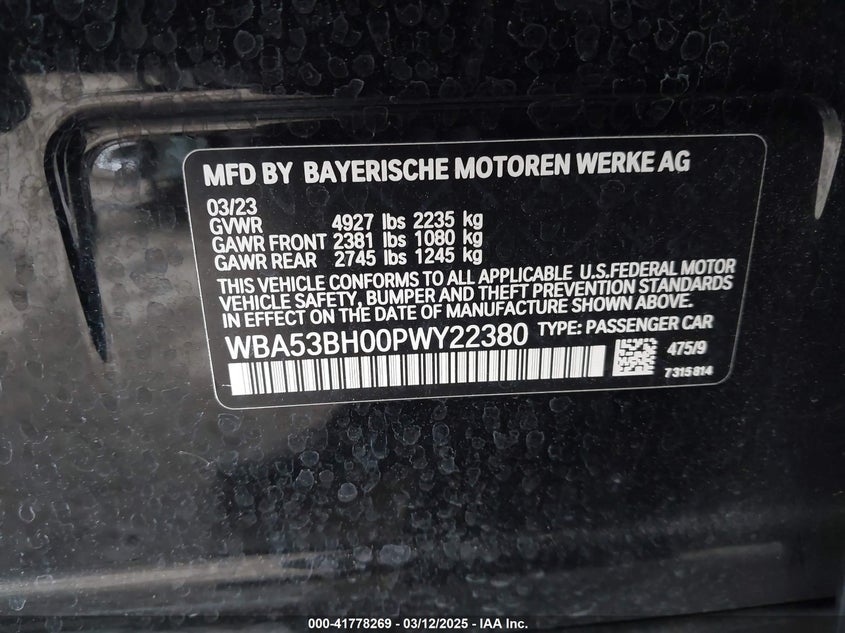 MFD BY BAYERISCHE MOTOREN WERKE AG
03/23
GVWR 4927 lbs 2235 kg
GAWR FRONT 2381 lbs 1080 kg
GAWR REAR 2745 lbs 1245 kg
THIS VEHICLE CONFORMS TO ALL APPLICABLE U.S.FEDERAL MOTOR
VEHICLE SAFETY, BUMPER AND THEFT PREVENTION STANDARDS
IN EFFECT ON THE DATE OF MANUFACTURE SHOWN ABOVE.
WBA53BH00PWY22380 TYPE: PASSENGER CAR
475/9
7315814
000-41778269 - 03/12/2025 - IAA Inc.